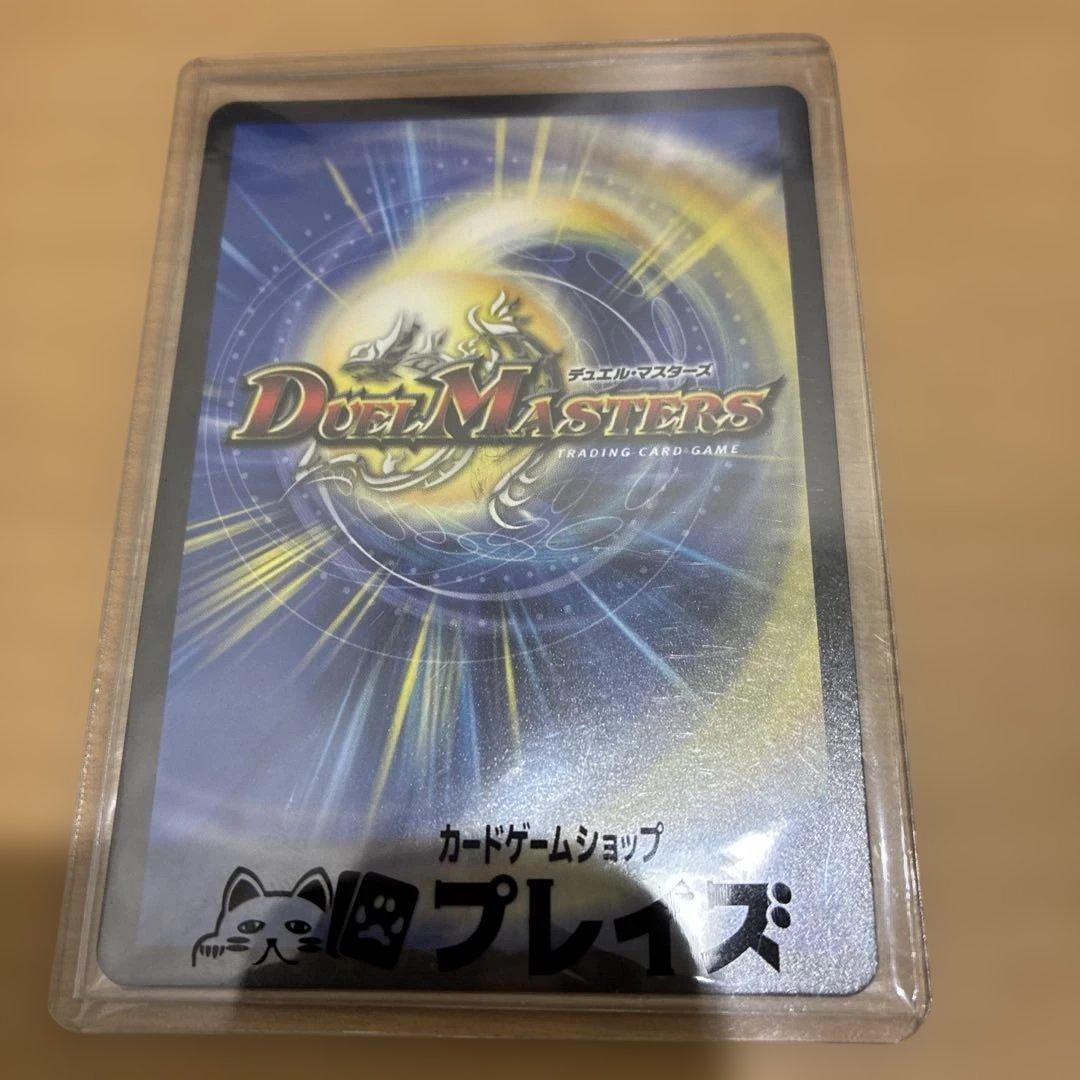 デュエル・マスターズ
DUEL MASTERS
TRADING CARD GAME
カードゲームショップ
プレイズ